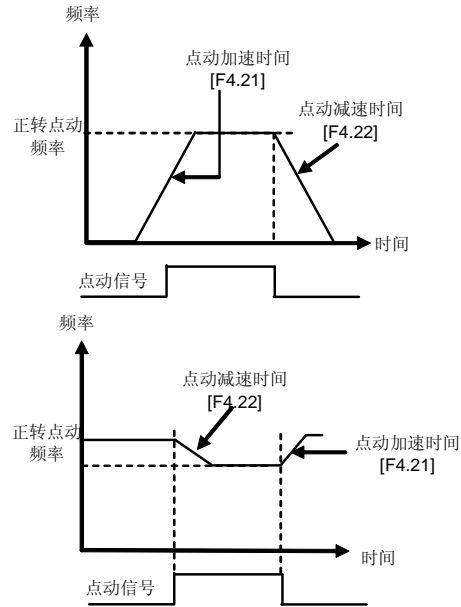 频率
点动加速时间
[F4.21]
点动减速时间
[F4.22]
正转点动
频率
时间
点动信号
频率
点动减速时间
[F4.22]
正转点动
频率
点动加速时间
[F4.21]
时间
点动信号